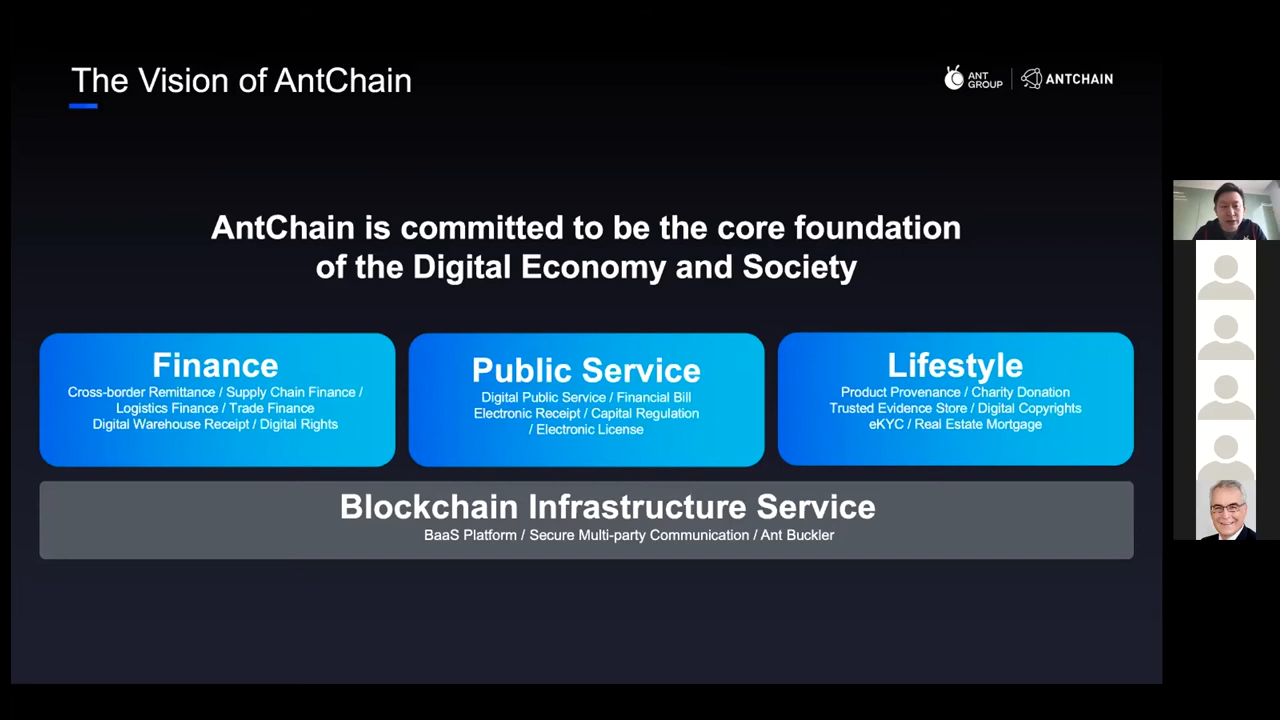 The Vision of AntChain
ANT
GROUP
ANTCHAIN
AntChain is committed to be the core foundation
of the Digital Economy and Society
Finance
Cross-border Remittance / Supply Chain Finance /
Logistics Finance / Trade Finance
Digital Warehouse Receipt / Digital Rights
Public Service
Digital Public Service / Financial Bill
Electronic Receipt / Capital Regulation
/ Electronic License
Lifestyle
Product Provenance / Charity Donation
Trusted Evidence Store / Digital Copyrights
eKYC / Real Estate Mortgage
Blockchain Infrastructure Service
BaaS Platform / Secure Multi-party Communication / Ant Buckler